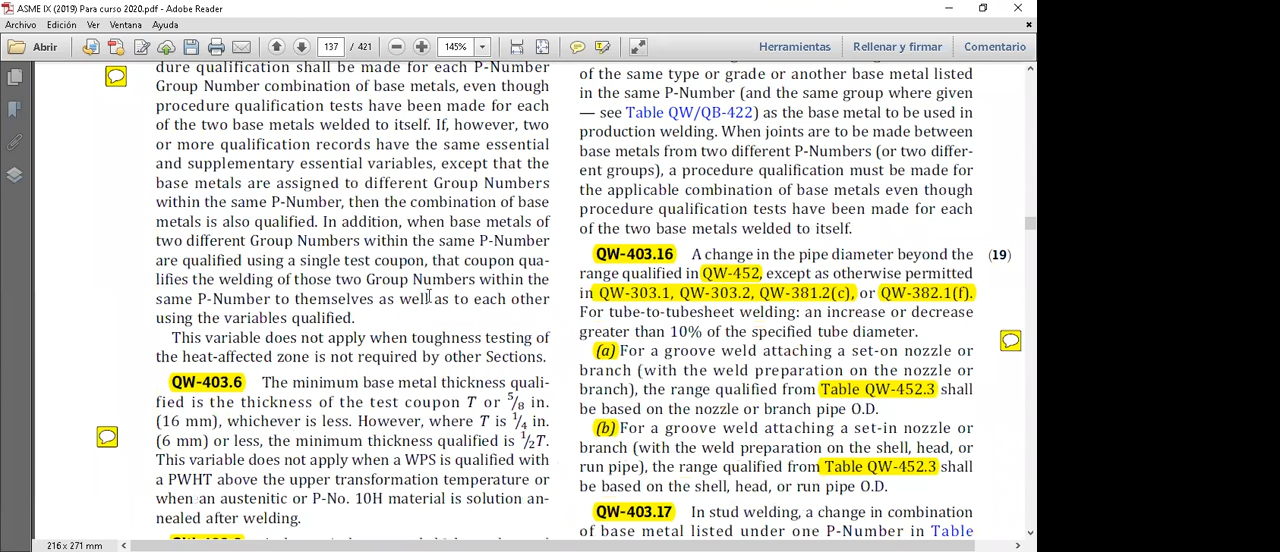 ASME IX (2019) Para curso 2020.pdf - Adobe Reader
Archivo Edición Ver Ventana Ayuda
Abrir 137 / 421 145% Herramientas Rellenar y firmar Comentario
dure qualification shall be made for each P-Number
Group Number combination of base metals, even though
procedure qualification tests have been made for each
of the two base metals welded to itself. If, however, two
or more qualification records have the same essential
and supplementary essential variables, except that the
base metals are assigned to different Group Numbers
within the same P-Number, then the combination of base
metals is also qualified. In addition, when base metals of
two different Group Numbers within the same P-Number
are qualified using a single test coupon, that coupon qua-
lifies the welding of those two Group Numbers within the
same P-Number to themselves as well as to each other
using the variables qualified.
This variable does not apply when toughness testing of
the heat-affected zone is not required by other Sections.
QW-403.6 The minimum base metal thickness quali-
fied is the thickness of the test coupon T or 5/8 in.
(16 mm), whichever is less. However, where T is 1/4 in.
(6 mm) or less, the minimum thickness qualified is 1/2T.
This variable does not apply when a WPS is qualified with
a PWHT above the upper transformation temperature or
when an austenitic or P-No. 10H material is solution an-
nealed after welding.
of the same type or grade or another base metal listed
in the same P-Number (and the same group where given
— see Table QW/QB-422) as the base metal to be used in
production welding. When joints are to be made between
base metals from two different P-Numbers (or two differ-
ent groups), a procedure qualification must be made for
the applicable combination of base metals even though
procedure qualification tests have been made for each
of the two base metals welded to itself.
QW-403.16 A change in the pipe diameter beyond the (19)
range qualified in QW-452, except as otherwise permitted
in QW-303.1, QW-303.2, QW-381.2(c), or QW-382.1(f).
For tube-to-tubesheet welding: an increase or decrease
greater than 10% of the specified tube diameter.
(a) For a groove weld attaching a set-on nozzle or
branch (with the weld preparation on the nozzle or
branch), the range qualified from Table QW-452.3 shall
be based on the nozzle or branch pipe O.D.
(b) For a groove weld attaching a set-in nozzle or
branch (with the weld preparation on the shell, head, or
run pipe), the range qualified from Table QW-452.3 shall
be based on the shell, head, or run pipe O.D.
QW-403.17 In stud welding, a change in combination
of base metal listed under one P-Number in Table
216 x 271 mm